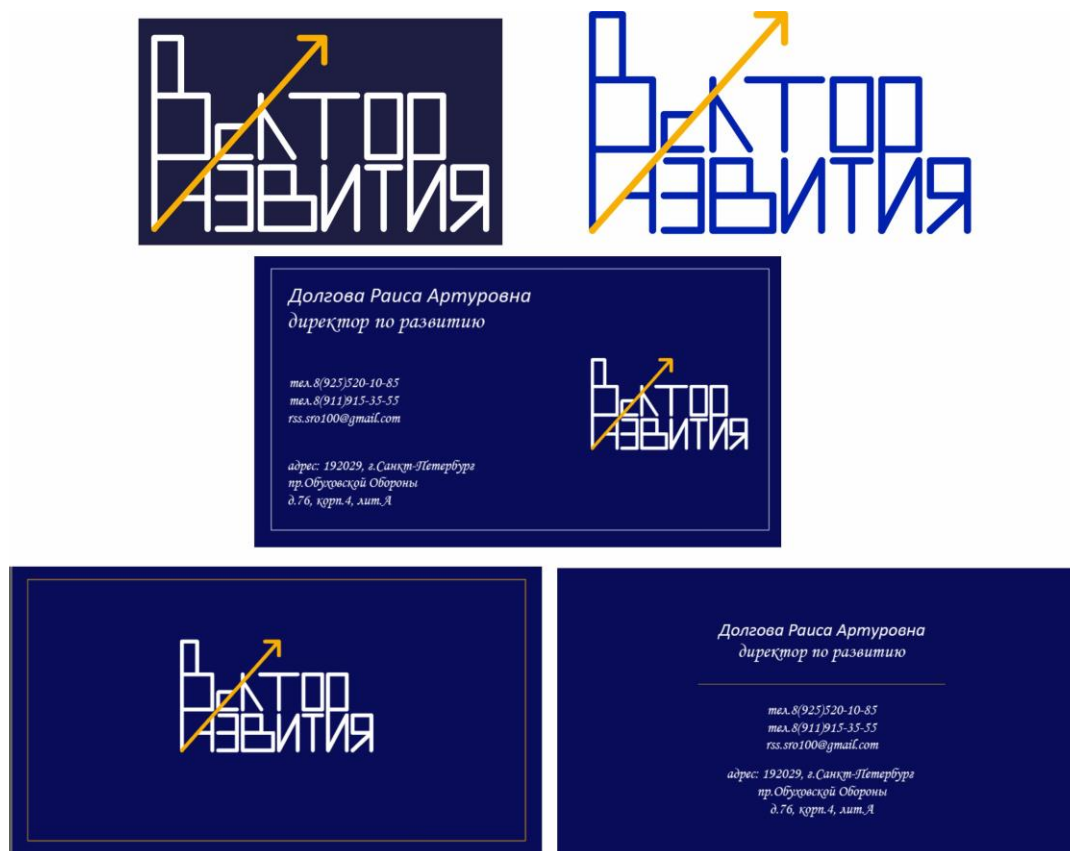 Вектор
развития
Вектор
развития
Долгова Раиса Артуровна
директор по развитию
тел.8(925)520-10-85
тел.8(911)915-35-55
rss.sro100@gmail.com
адрес: 192029, г.Санкт-Петербург
пр.Обуховской Обороны
д.76, корп.4, лит.А
Вектор
развития
Вектор
развития
Долгова Раиса Артуровна
директор по развитию
тел.8(925)520-10-85
тел.8(911)915-35-55
rss.sro100@gmail.com
адрес: 192029, г.Санкт-Петербург
пр.Обуховской Обороны
д.76, корп.4, лит.А